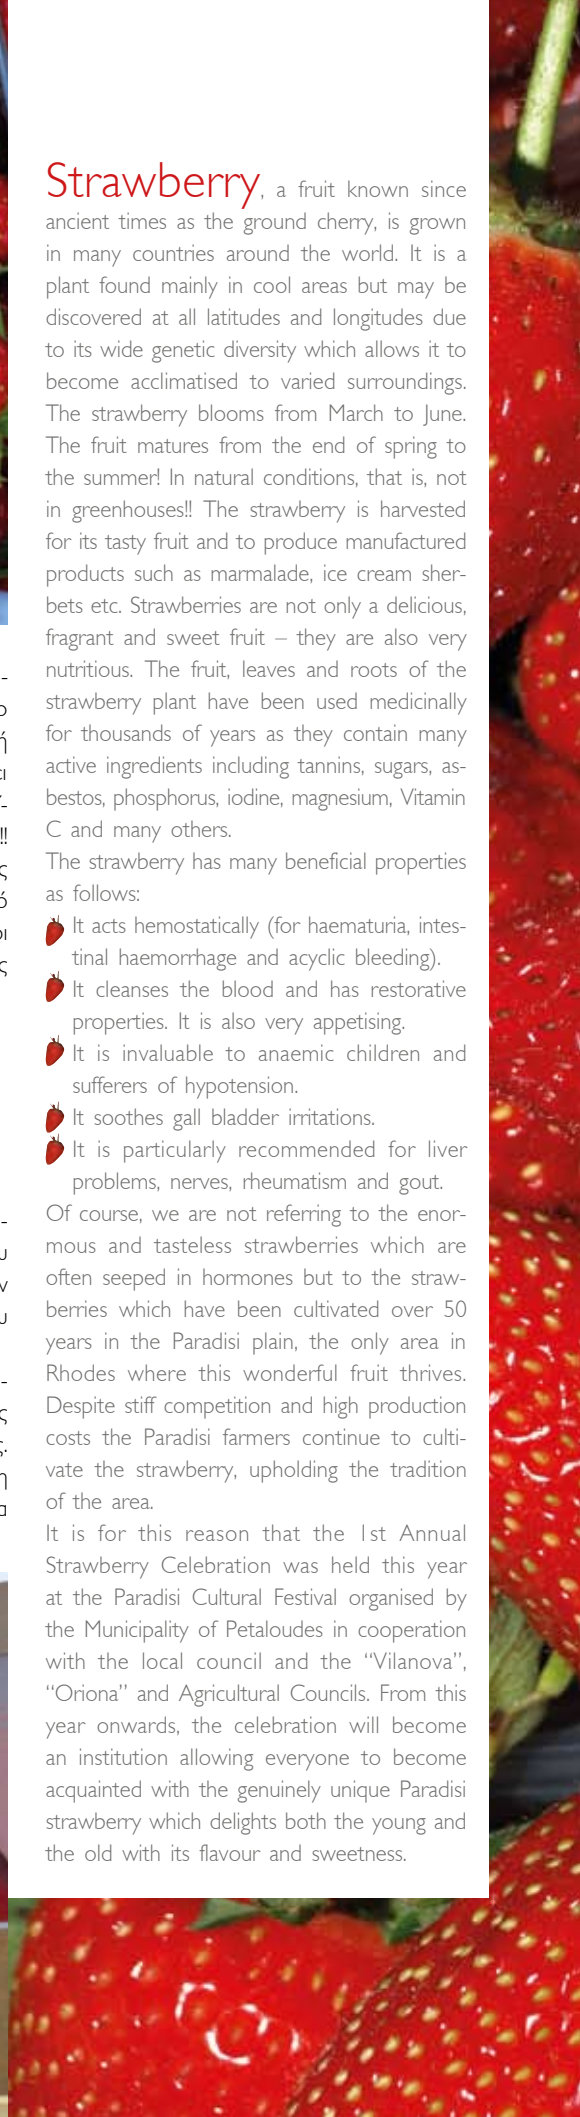 Strawberry, a fruit known since
ancient times as the ground cherry, is grown
in many countries around the world. It is a
plant found mainly in cool areas but may be
discovered at all latitudes and longitudes due
to its wide genetic diversity which allows it to
become acclimatised to varied surroundings.
The strawberry blooms from March to June.
The fruit matures from the end of spring to
the summer! In natural conditions, that is, not
in greenhouses!! The strawberry is harvested
for its tasty fruit and to produce manufactured
products such as marmalade, ice cream sher-
bets etc. Strawberries are not only a delicious,
fragrant and sweet fruit – they are also very
nutritious. The fruit, leaves and roots of the
strawberry plant have been used medicinally
for thousands of years as they contain many
active ingredients including tannins, sugars, as-
bestos, phosphorus, iodine, magnesium, Vitamin
C and many others.
The strawberry has many beneficial properties
as follows:
It acts hemostatically (for haematuria, intes-
tinal haemorrhage and acyclic bleeding).
It cleanses the blood and has restorative
properties. It is also very appetising.
It is invaluable to anaemic children and
sufferers of hypotension.
It soothes gall bladder irritations.
It is particularly recommended for liver
problems, nerves, rheumatism and gout.
Of course, we are not referring to the enor-
mous and tasteless strawberries which are
often seeped in hormones but to the straw-
berries which have been cultivated over 50
years in the Paradisi plain, the only area in
Rhodes where this wonderful fruit thrives.
Despite stiff competition and high production
costs the Paradisi farmers continue to culti-
vate the strawberry, upholding the tradition
of the area.
It is for this reason that the 1st Annual
Strawberry Celebration was held this year
at the Paradisi Cultural Festival organised by
the Municipality of Petaloudes in cooperation
with the local council and the “Vilanova”,
“Oriona” and Agricultural Councils. From this
year onwards, the celebration will become
an institution allowing everyone to become
acquainted with the genuinely unique Paradisi
strawberry which delights both the young and
the old with its flavour and sweetness.